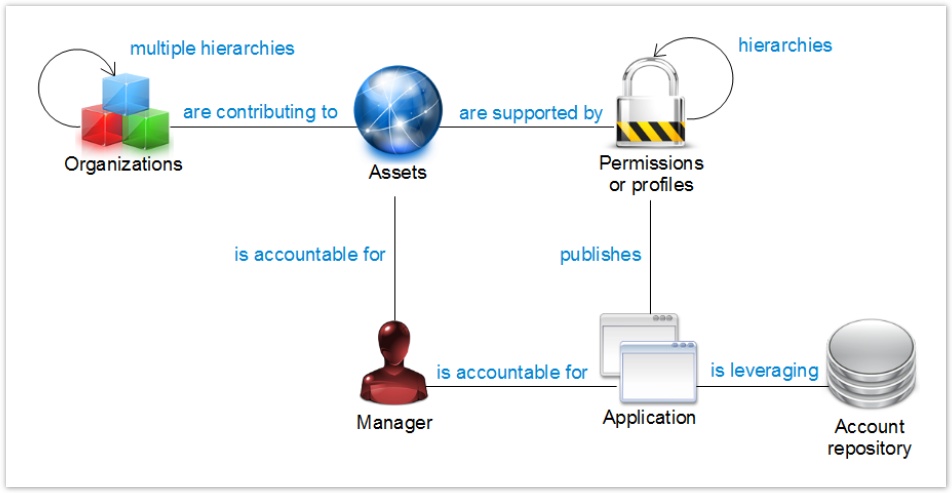 multiple hierarchies
hierarchies
are contributing to
are supported by
Organizations
Assets
Permissions
or profiles
is accountable for
publishes
is accountable for
is leveraging
Manager
Application
Account
repository